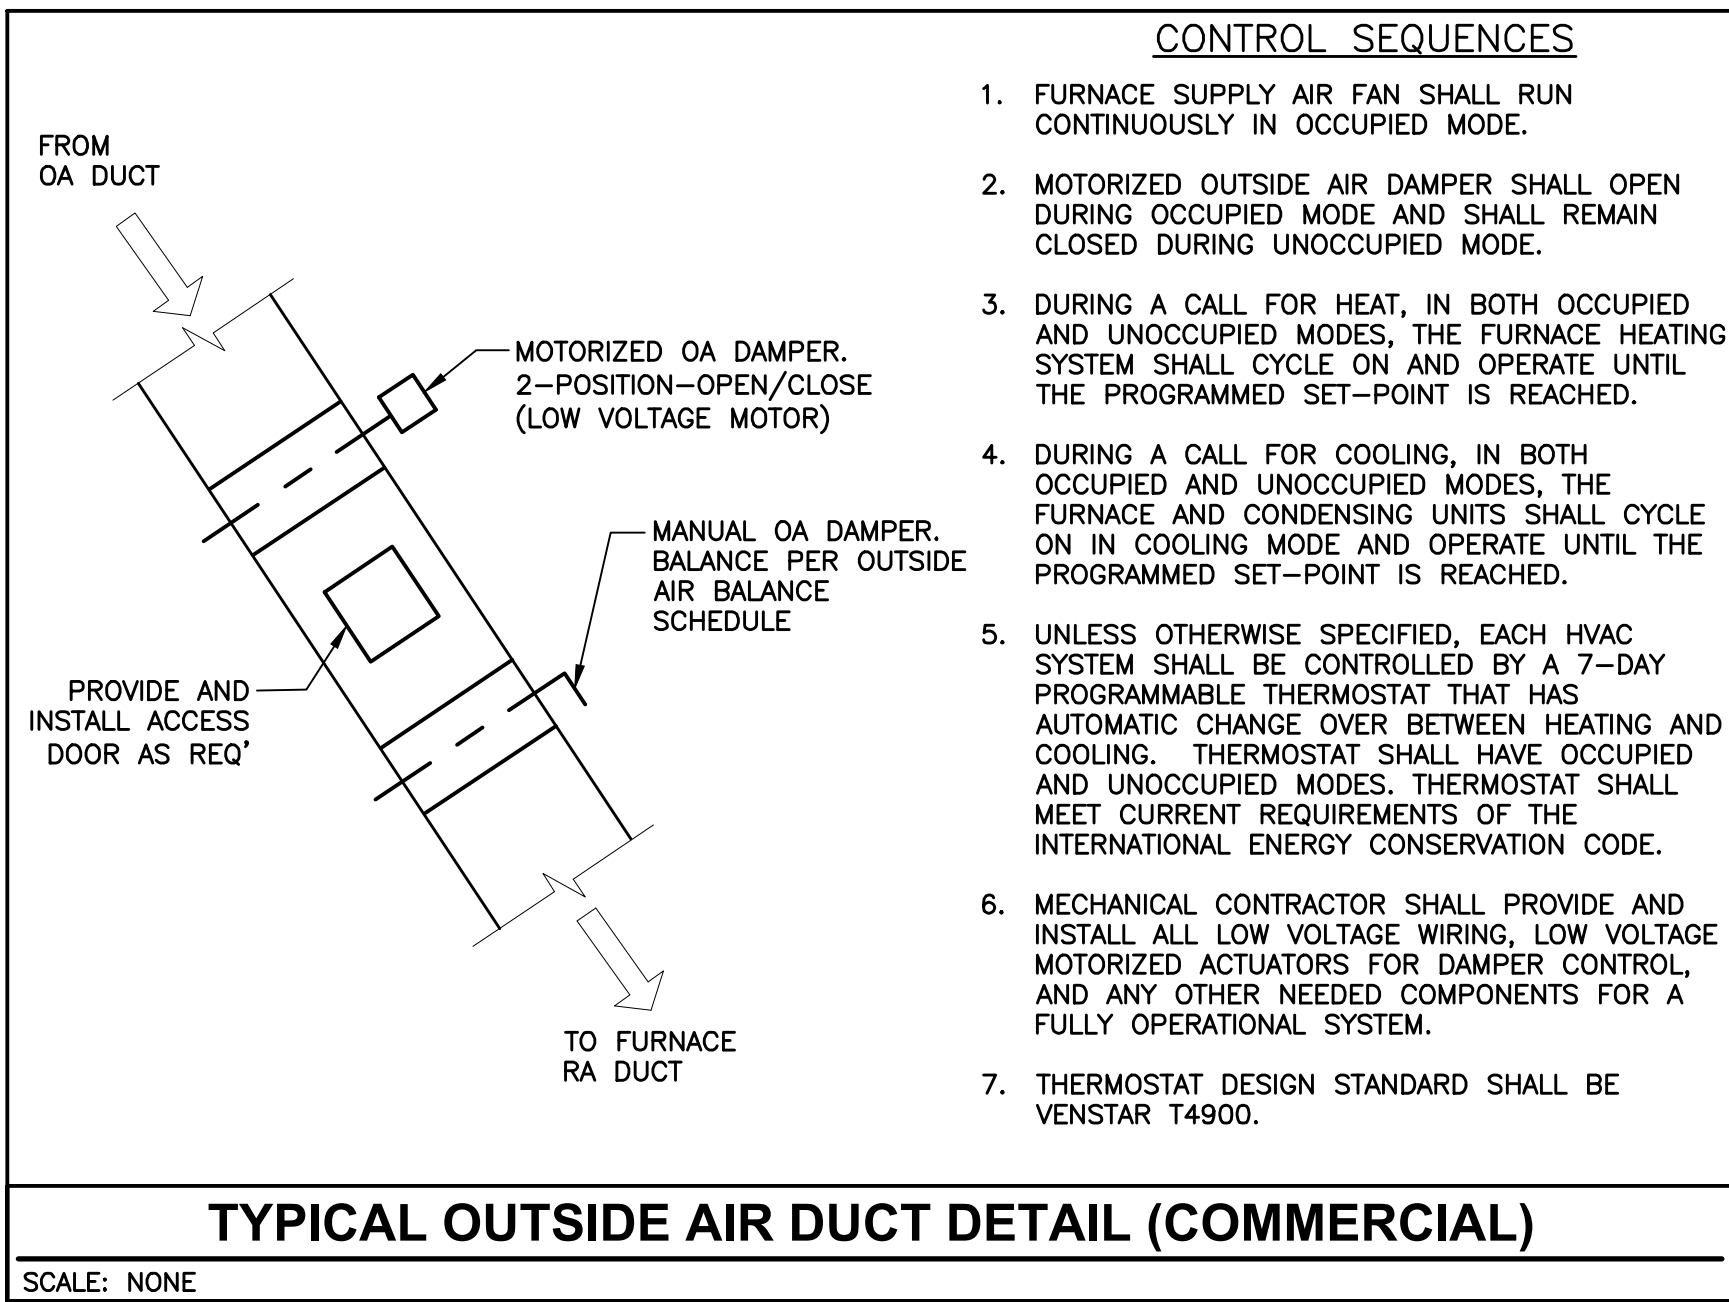 FROM
OA DUCT
MOTORIZED OA DAMPER.
2-POSITION-OPEN/CLOSE
(LOW VOLTAGE MOTOR)
MANUAL OA DAMPER.
BALANCE PER OUTSIDE
AIR BALANCE
SCHEDULE
PROVIDE AND
INSTALL ACCESS
DOOR AS REQ'
TO FURNACE
RA DUCT
CONTROL SEQUENCES
1. FURNACE SUPPLY AIR FAN SHALL RUN
CONTINUOUSLY IN OCCUPIED MODE.
2. MOTORIZED OUTSIDE AIR DAMPER SHALL OPEN
DURING OCCUPIED MODE AND SHALL REMAIN
CLOSED DURING UNOCCUPIED MODE.
3. DURING A CALL FOR HEAT, IN BOTH OCCUPIED
AND UNOCCUPIED MODES, THE FURNACE HEATING
SYSTEM SHALL CYCLE ON AND OPERATE UNTIL
THE PROGRAMMED SET-POINT IS REACHED.
4. DURING A CALL FOR COOLING, IN BOTH
OCCUPIED AND UNOCCUPIED MODES, THE
FURNACE AND CONDENSING UNITS SHALL CYCLE
ON IN COOLING MODE AND OPERATE UNTIL THE
PROGRAMMED SET-POINT IS REACHED.
5. UNLESS OTHERWISE SPECIFIED, EACH HVAC
SYSTEM SHALL BE CONTROLLED BY A 7-DAY
PROGRAMMABLE THERMOSTAT THAT HAS
AUTOMATIC CHANGE OVER BETWEEN HEATING AND
COOLING. THERMOSTAT SHALL HAVE OCCUPIED
AND UNOCCUPIED MODES. THERMOSTAT SHALL
MEET CURRENT REQUIREMENTS OF THE
INTERNATIONAL ENERGY CONSERVATION CODE.
6. MECHANICAL CONTRACTOR SHALL PROVIDE AND
INSTALL ALL LOW VOLTAGE WIRING, LOW VOLTAGE
MOTORIZED ACTUATORS FOR DAMPER CONTROL,
AND ANY OTHER NEEDED COMPONENTS FOR A
FULLY OPERATIONAL SYSTEM.
7. THERMOSTAT DESIGN STANDARD SHALL BE
VENSTAR T4900.
TYPICAL OUTSIDE AIR DUCT DETAIL (COMMERCIAL)
SCALE: NONE